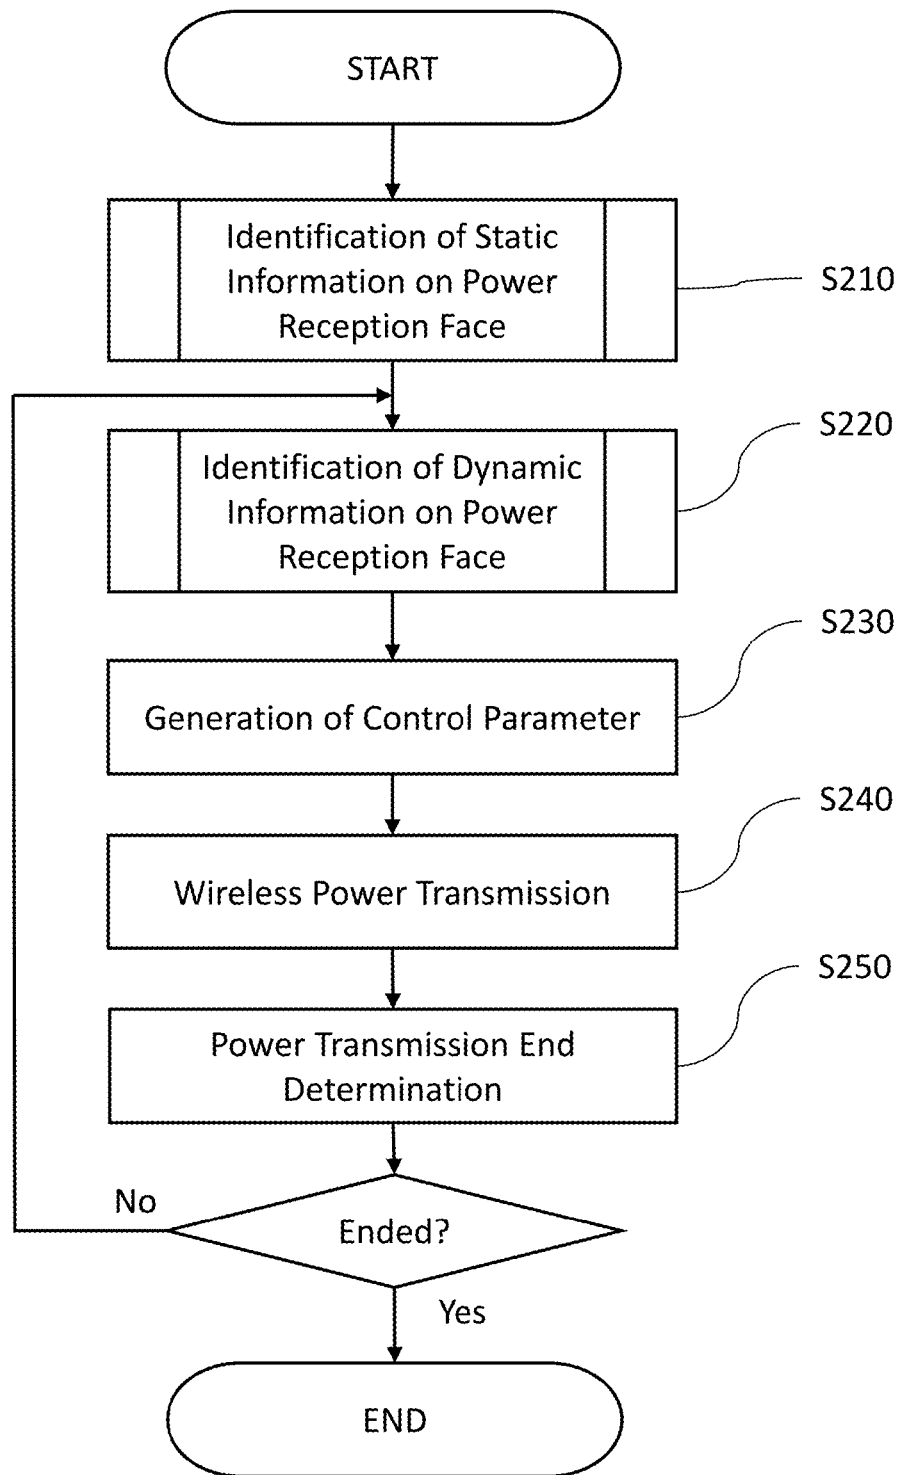 START
Identification of Static
Information on Power
Reception Face
S210
Identification of Dynamic
Information on Power
Reception Face
S220
Generation of Control Parameter
S230
Wireless Power Transmission
S240
Power Transmission End
Determination
S250
Ended?
No
Yes
END